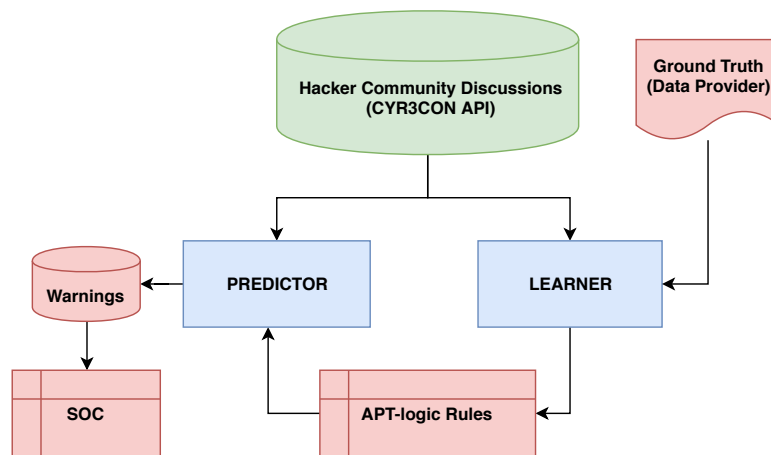 Hacker Community Discussions
(CYR3CON API)
Ground Truth
(Data Provider)
PREDICTOR
LEARNER
Warnings
SOC
APT-logic Rules